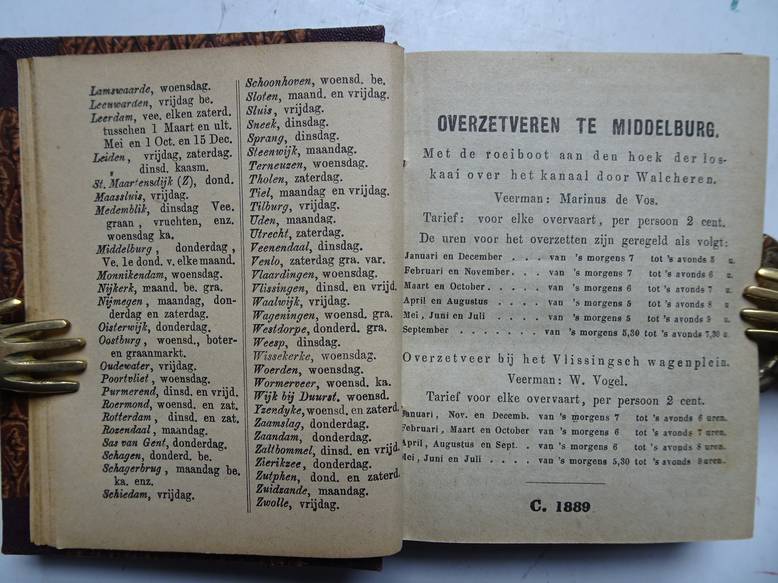 Lamswaarde, woensdag.
Leeuwarden, vrijdag be.
Leerdam, vee. elken zaterd.
tusschen 1 Maart en ult.
Mei en 1 Oct. en 15 Dec.
Leiden, vrijdag, zaterdag.
„ dinsd. kaasm.
St. Maartensdijk (Z), dond.
Maassluis, vrijdag.
Medemblik, dinsdag Vee.
graan, vruchten, enz.
woensdag ka.
Middelburg, donderdag,
Ve. 1e dond. v. elke maand.
Monnikendam, woensdag.
Nijkerk, maand. be. gra.
Nijmegen, maandag, don-
derdag en zaterdag.
Oisterwijk, donderdag.
Oostburg, woensd., boter-
en graanmarkt.
Oudewater, vrijdag.
Poortvliet, woensdag.
Purmerend, dinsd. en vrijd.
Roermond, woensd. en zat.
Rotterdam, dinsd. en zat.
Rozendaal, maandag.
Sas van Gent, donderdag.
Schagen, donderd. be.
Schagerbrug, maandag be.
ka. enz.
Schiedam, vrijdag.
Schoonhoven, woensd. be.
Sloten, maand. en vrijdag.
Sluis, vrijdag.
Sneek, dinsdag.
Sprang, dinsdag.
Steenwijk, maandag.
Terneuzen, woensdag.
Tholen, zaterdag.
Tiel, maandag en vrijdag.
Tilburg, vrijdag.
Uden, maandag.
Utrecht, zaterdag.
Veenendaal, dinsdag.
Venlo, zaterdag gra. var.
Vlaardingen, woensdag.
Vlissingen, dinsd. en vrijd.
Waalwijk, vrijdag.
Wageningen, woensd. gra.
Westdorpe, donderd. gra.
Weesp, dinsdag.
Wissekerke, woensdag.
Woerden, woensdag.
Wormerveer, woensd. ka.
Wijk bij Duurst. woensd.
Yzendyke, woensd. en zaterd.
Zaamslag, donderdag.
Zaandam, donderdag.
Zaltbommel, dinsd. en vrijd.
Zierikzee, donderdag.
Zutphen, dond. en zaterd.
Zuidzande, maandag.
Zwolle, vrijdag.
OVERZETVEREN TE MIDDELBURG.
Met de roeiboot aan den hoek der los-
kaai over het kanaal door Walcheren.
Veerman: Marinus de Vos.
Tarief: voor elke overvaart, per persoon 2 cent.
De uren voor het overzetten zijn geregeld als volgt:
Januari en December . . . van 's morgens 7 tot 's avonds 5 u.
Februari en November. . . van 's morgens 7 tot 's avonds 6 u.
Maart en October. . . . . van 's morgens 6 tot 's avonds 7 u.
April en Augustus . . . . van 's morgens 5 tot 's avonds 8 u
Mei, Juni en Juli . . . . . van 's morgens 5 tot 's avonds 9 u.
September . . . . . . . van 's morgens 5,30 tot 's avonds 7,30 u.
Overzetveer bij het Vlissingsch wagenplein.
Veerman: W. Vogel.
Tarief voor elke overvaart, per persoon 2 cent.
Januari, Nov. en Decemb. van 's morgens 7 tot 's avonds 6 uren.
Februari, Maart en October van 's morgens 6 tot 's avonds 7 uren.
April, Augustus en Sept. . van 's morgens 6 tot 's avonds 8 uren.
Mei, Juni en Juli . . . . van 's morgens 5,30 tot 's avonds 9 uren.
C. 1889